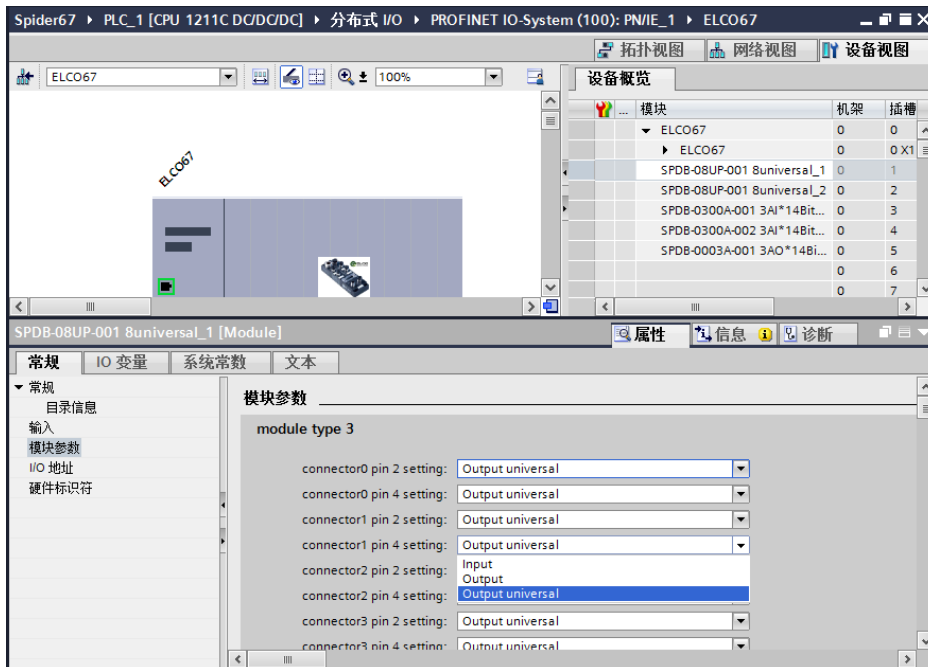 Spider67 ▸ PLC_1 [CPU 1211C DC/DC/DC] ▸ 分布式 I/O ▸ PROFINET IO-System (100): PN/IE_1 ▸ ELCO67
拓扑视图 网络视图 设备视图
ELCO67 100%
设备概览
... 模块 机架 插槽
ELCO67 0 0
ELCO67 0 0 X1
SPDB-08UP-001 8universal_1 0 1
SPDB-08UP-001 8universal_2 0 2
SPDB-0300A-001 3AI*14Bit... 0 3
SPDB-0300A-002 3AI*14Bit... 0 4
SPDB-0003A-001 3AO*14Bi... 0 5
0 6
0 7
ELCO67
SPDB-08UP-001 8universal_1 [Module]
属性 信息 诊断
常规 IO 变量 系统常数 文本
常规
目录信息
输入
模块参数
I/O 地址
硬件标识符
模块参数
module type 3
connector0 pin 2 setting: Output universal
connector0 pin 4 setting: Output universal
connector1 pin 2 setting: Output universal
connector1 pin 4 setting: Output universal
Input
connector2 pin 2 setting:
Output
connector2 pin 4 setting:
Output universal
connector3 pin 2 setting: Output universal
connector3 pin 4 setting: Output universal